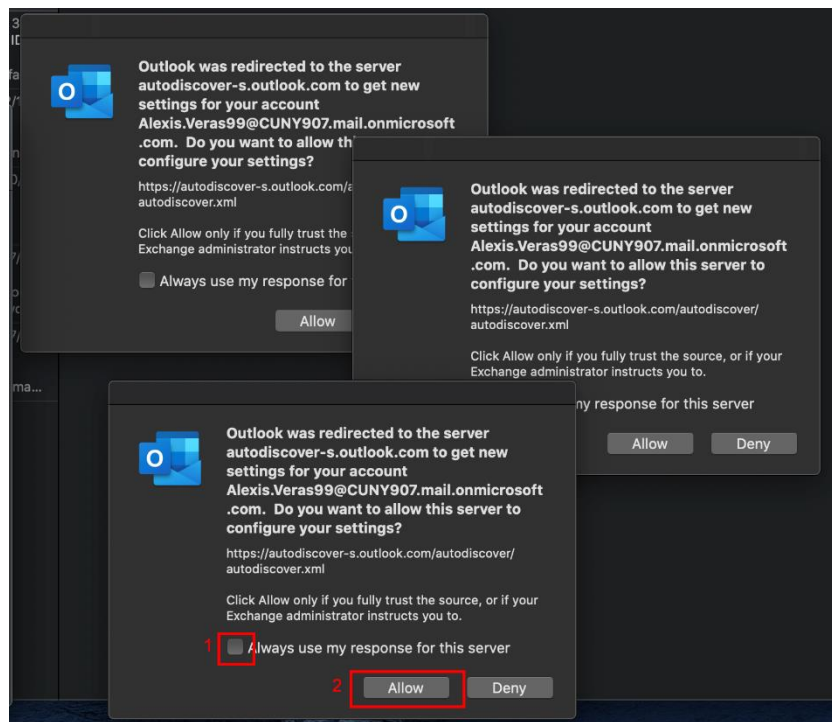 3
ID
fa
Outlook was redirected to the server
autodiscover-s.outlook.com to get new
settings for your account
Alexis.Veras99@CUNY907.mail.onmicrosoft
.com. Do you want to allow th
configure your settings?
https://autodiscover-s.outlook.com/a
autodiscover.xml
Click Allow only if you fully trust the
Exchange administrator instructs you
Always use my response for
Allow
ma...
Outlook was redirected to the server
autodiscover-s.outlook.com to get new
settings for your account
Alexis.Veras99@CUNY907.mail.onmicrosoft
.com. Do you want to allow this server to
configure your settings?
https://autodiscover-s.outlook.com/autodiscover/
autodiscover.xml
Click Allow only if you fully trust the source, or if your
Exchange administrator instructs you to.
my response for this server
Allow Deny
Outlook was redirected to the server
autodiscover-s.outlook.com to get new
settings for your account
Alexis.Veras99@CUNY907.mail.onmicrosoft
.com. Do you want to allow this server to
configure your settings?
https://autodiscover-s.outlook.com/autodiscover/
autodiscover.xml
Click Allow only if you fully trust the source, or if your
Exchange administrator instructs you to.
1 Always use my response for this server
2 Allow Deny